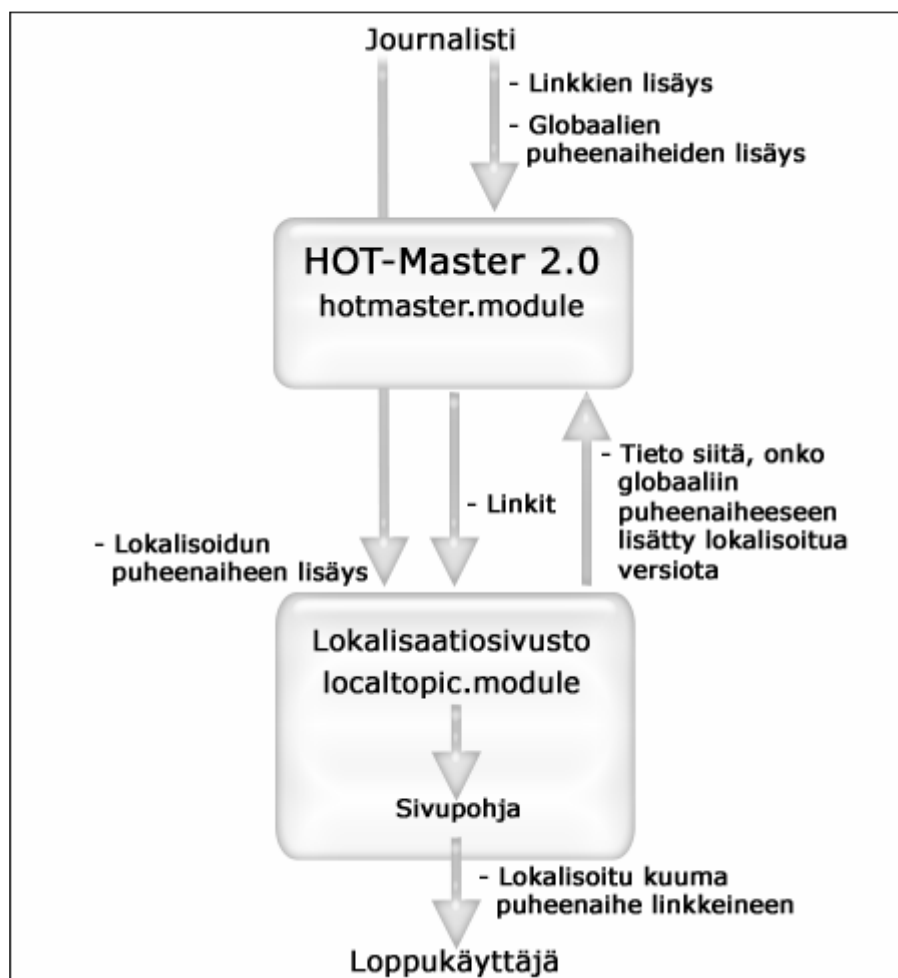 Journalisti
- Linkkien lisäys
- Globaalien
puheenaiheiden lisäys
HOT-Master 2.0
hotmaster.module
- Tieto siitä, onko
globaaliin
puheenaiheeseen
lisätty lokalisoitua
versiota
- Linkit
- Lokalisoidun
puheenaiheen lisäys
Lokalisaatiosivusto
localtopic.module
Sivupohja
- Lokalisoitu kuuma
puheenaihe linkkeineen
Loppukäyttäjä